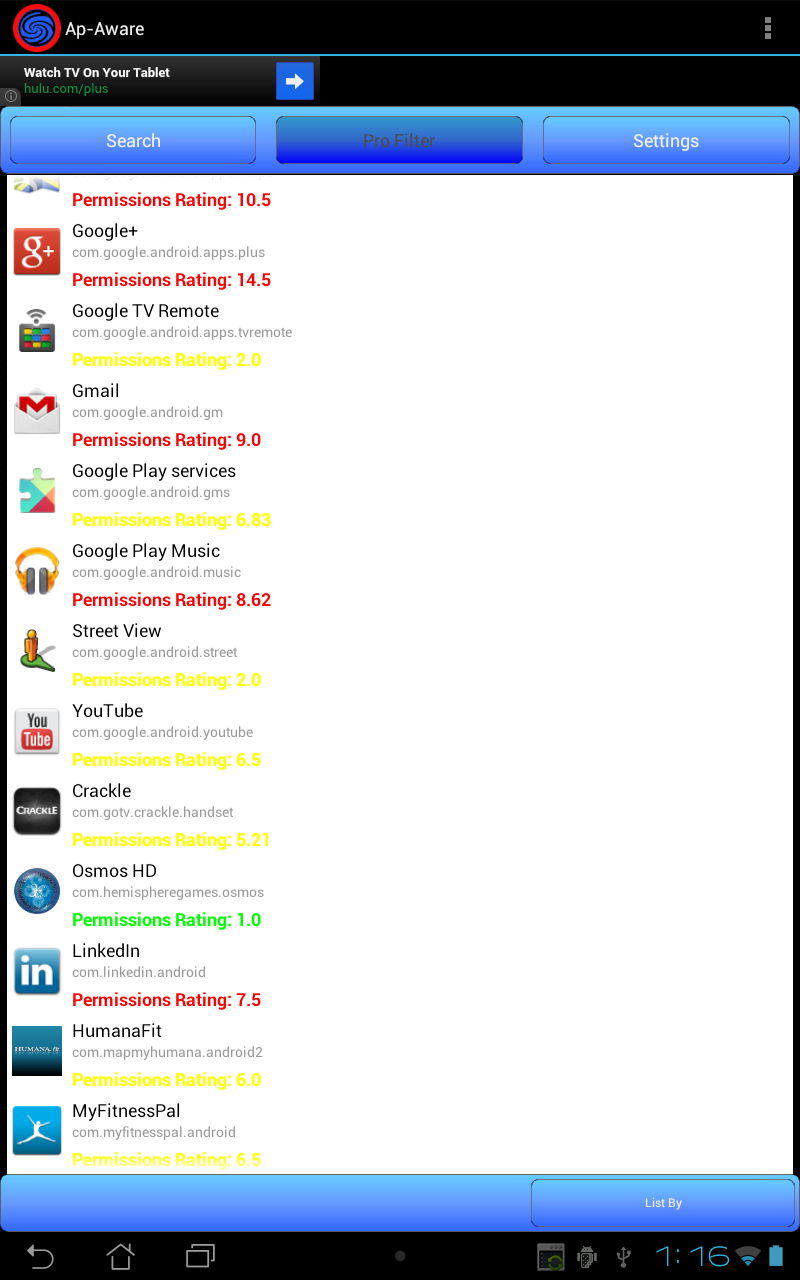 Ap-Aware
Watch TV On Your Tablet
hulu.com/plus
Search
Pro Filter
Settings
Permissions Rating: 10.5
Google+
com.google.android.apps.plus
Permissions Rating: 14.5
Google TV Remote
com.google.android.apps.tvremote
Permissions Rating: 2.0
Gmail
com.google.android.gm
Permissions Rating: 9.0
Google Play services
com.google.android.gms
Permissions Rating: 6.83
Google Play Music
com.google.android.music
Permissions Rating: 8.62
Street View
com.google.android.street
Permissions Rating: 2.0
You
Tube
YouTube
com.google.android.youtube
Permissions Rating: 6.5
CRACKLE
Crackle
com.gotv.crackle.handset
Permissions Rating: 5.21
Osmos HD
com.hemispheregames.osmos
Permissions Rating: 1.0
in
LinkedIn
com.linkedin.android
Permissions Rating: 7.5
HumanaFit
com.mapmyhumana.android2
Permissions Rating: 6.0
MyFitnessPal
com.myfitnesspal.android
Permissions Rating: 6.5
List By
1:16